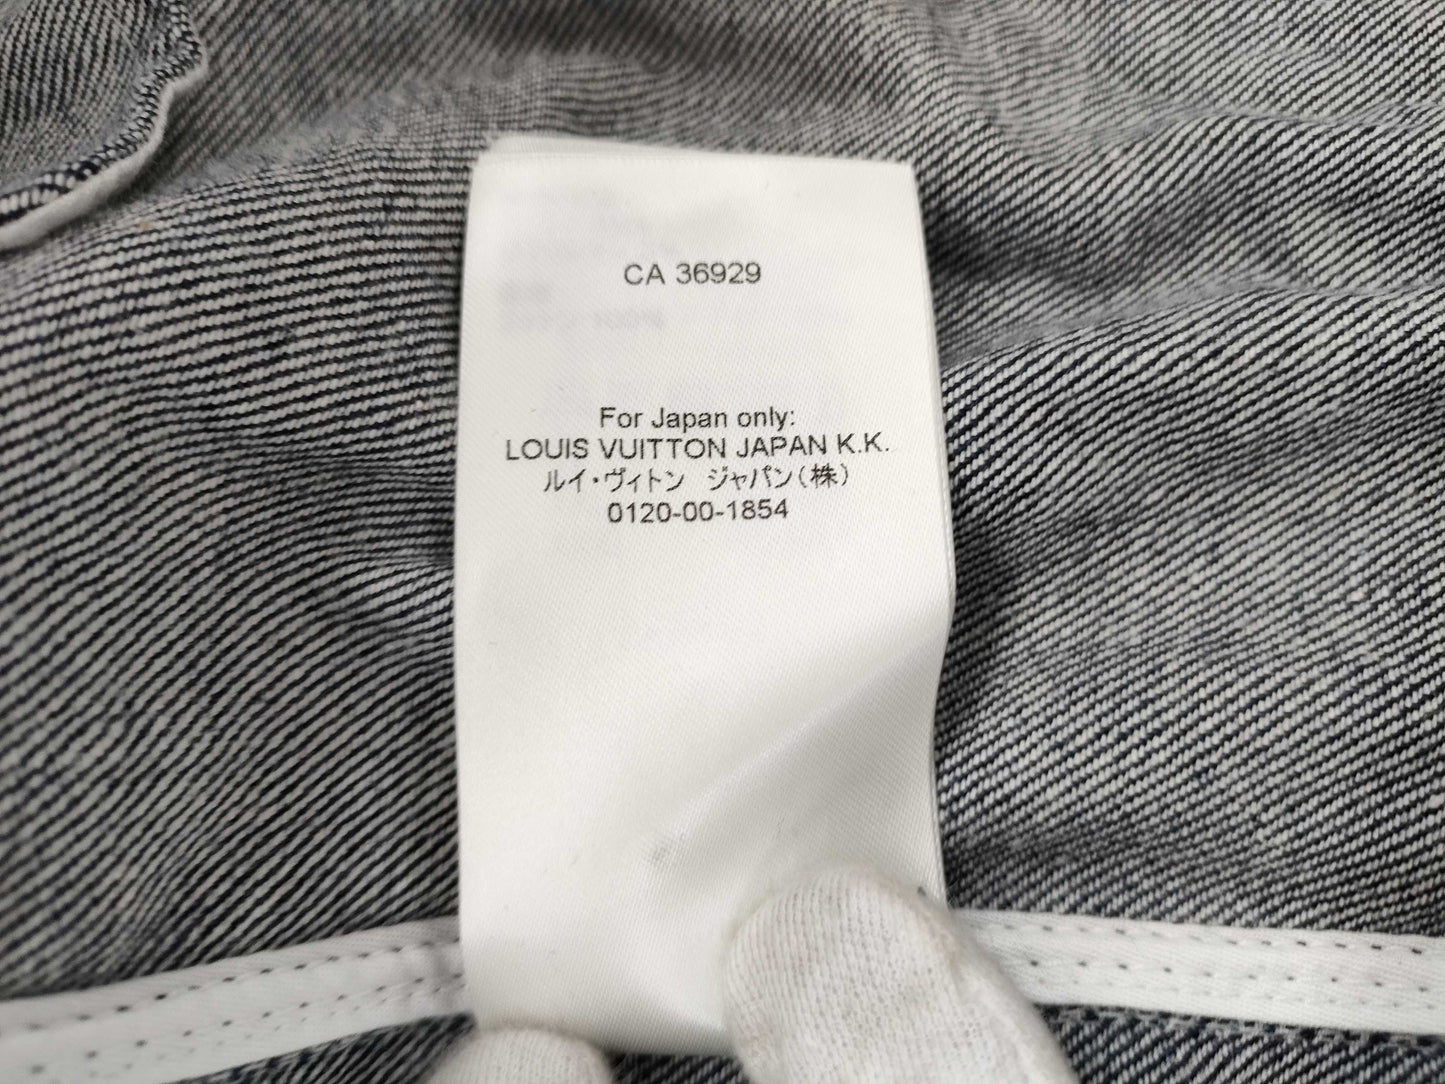 CA 36929
For Japan only:
LOUIS VUITTON JAPAN K.K.
ルイ・ヴィトン ジャパン(株)
0120-00-1854